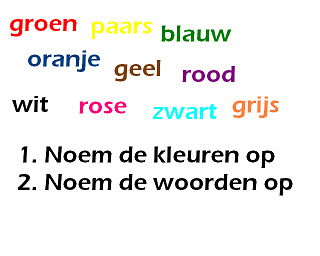 groen paars blauw
oranje geel rood
wit rose zwart grijs
1. Noem de kleuren op
2. Noem de woorden op